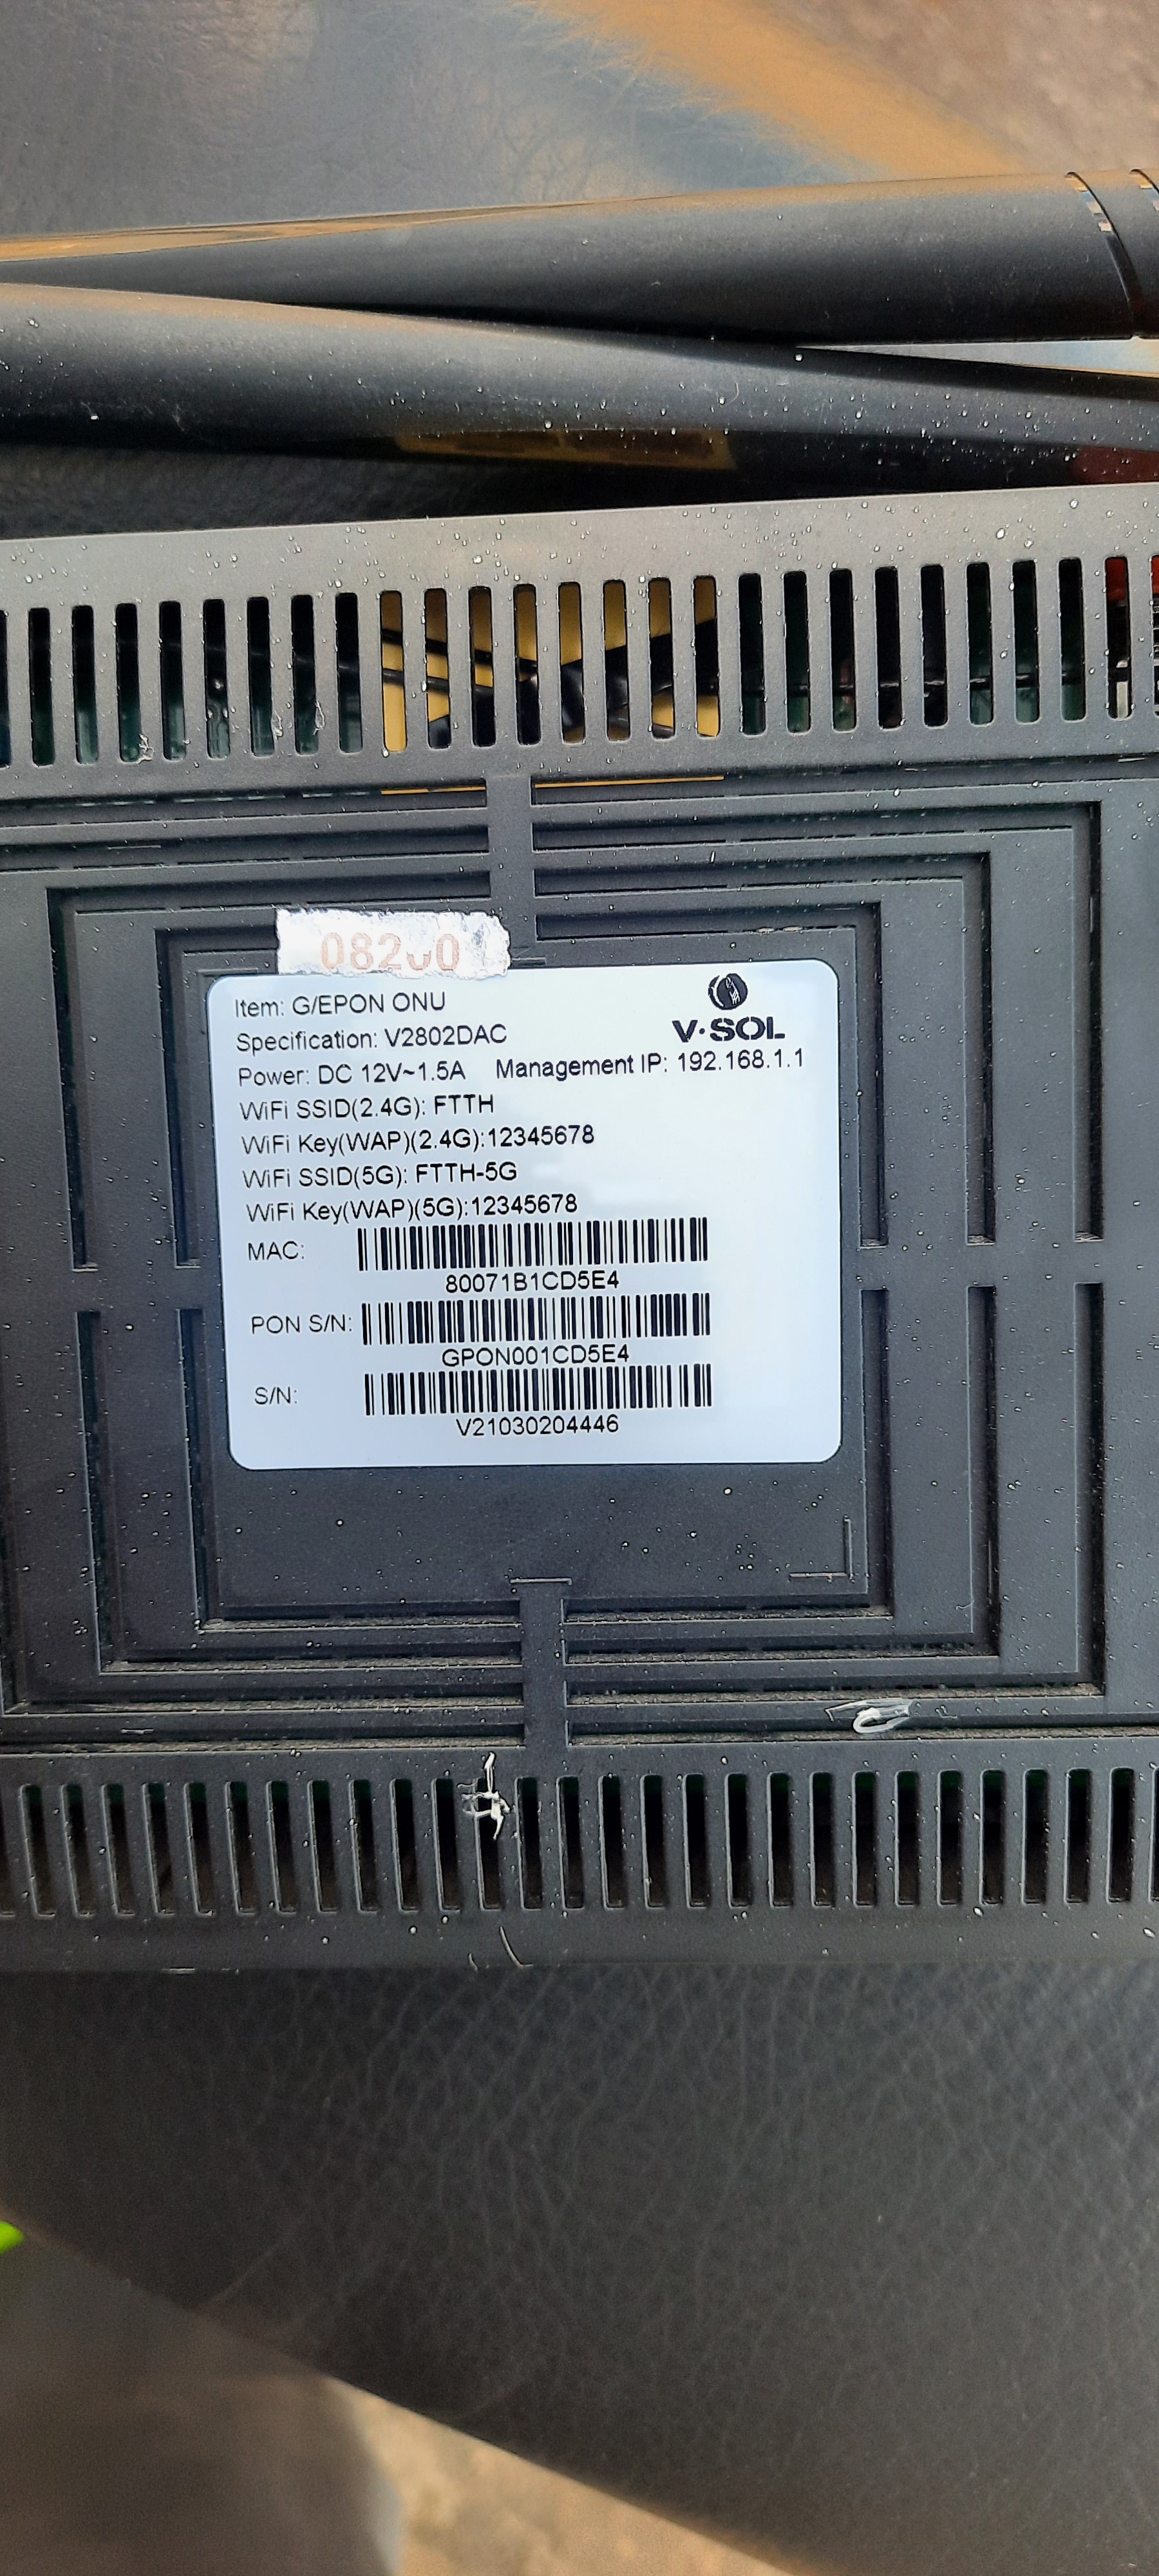 Item: G/EPON ONU
V·SOL
Specification: V2802DAC
Power: DC 12V~1.5A Management IP: 192.168.1.1
WiFi SSID(2.4G): FTTH
WiFi Key(WAP)(2.4G):12345678
WiFi SSID(5G): FTTH-5G
WiFi Key(WAP)(5G):12345678
MAC:
80071B1CD5E4
PON S/N:
GPON001CD5E4
S/N:
V21030204446